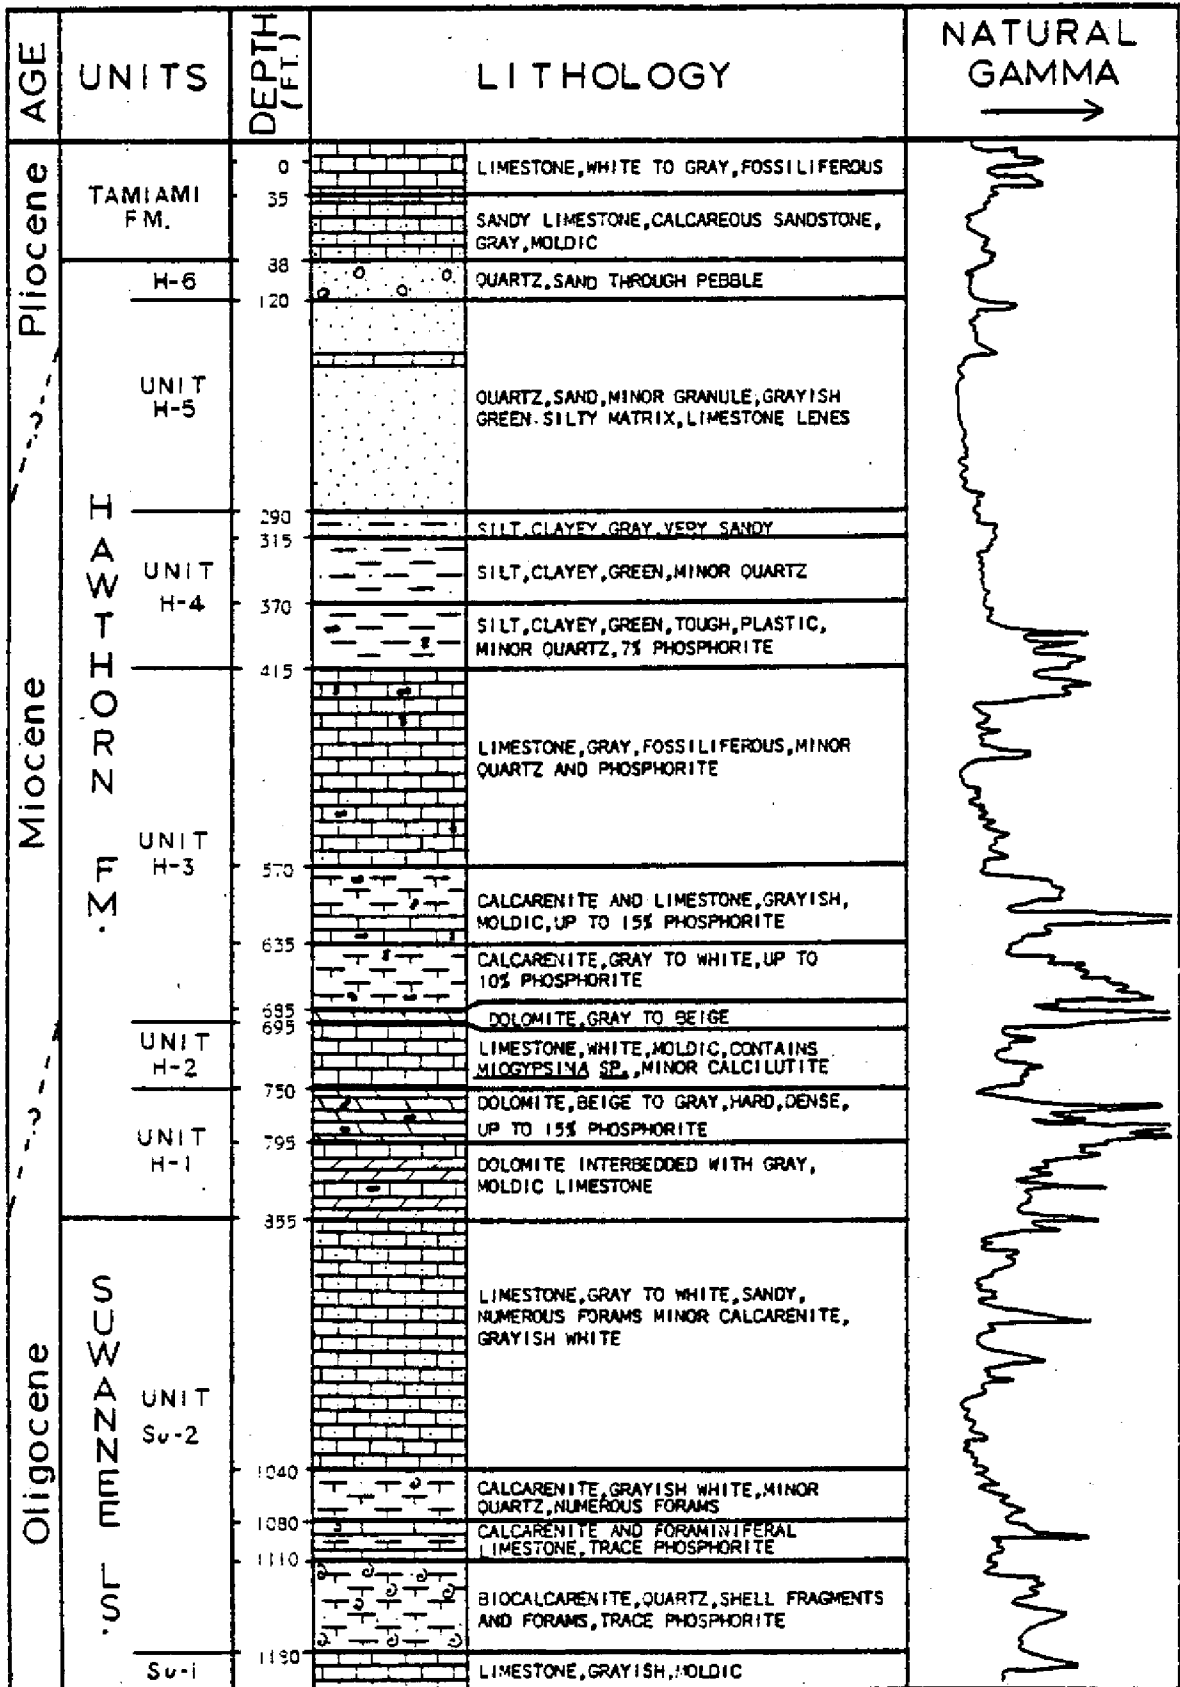 AGE
UNITS
DEPTH
(FT.)
LITHOLOGY
NATURAL
GAMMA
Pliocene
?
Miocene
?
Oligocene
TAMIAMI
FM.
HAWTHORN FM.
H-6
UNIT
H-5
UNIT
H-4
UNIT
H-3
UNIT
H-2
UNIT
H-1
SUWANNEE LS.
UNIT
Su-2
Su-i
0
35
38
120
290
315
370
415
570
635
685
695
750
795
855
1040
1080
1110
1190
LIMESTONE,WHITE TO GRAY,FOSSILIFEROUS
SANDY LIMESTONE,CALCAREOUS SANDSTONE,
GRAY,MOLDIC
QUARTZ,SAND THROUGH PEBBLE
QUARTZ,SAND,MINOR GRANULE,GRAYISH
GREEN SILTY MATRIX,LIMESTONE LENES
SILT,CLAYEY,GRAY,VERY SANDY
SILT,CLAYEY,GREEN,MINOR QUARTZ
SILT,CLAYEY,GREEN,TOUGH,PLASTIC,
MINOR QUARTZ,7% PHOSPHORITE
LIMESTONE,GRAY,FOSSILIFEROUS,MINOR
QUARTZ AND PHOSPHORITE
CALCARENITE AND LIMESTONE,GRAYISH,
MOLDIC,UP TO 15% PHOSPHORITE
CALCARENITE,GRAY TO WHITE,UP TO
10% PHOSPHORITE
DOLOMITE,GRAY TO BEIGE
LIMESTONE,WHITE,MOLDIC,CONTAINS
MIOGYPSINA SP.,MINOR CALCILUTITE
DOLOMITE,BEIGE TO GRAY,HARD,DENSE,
UP TO 15% PHOSPHORITE
DOLOMITE INTERBEDDED WITH GRAY,
MOLDIC LIMESTONE
LIMESTONE,GRAY TO WHITE,SANDY,
NUMEROUS FORAMS MINOR CALCARENITE,
GRAYISH WHITE
CALCARENITE,GRAYISH WHITE,MINOR
QUARTZ,NUMEROUS FORAMS
CALCARENITE AND FORAMINIFERAL
LIMESTONE,TRACE PHOSPHORITE
BIOCALCARENITE,QUARTZ,SHELL FRAGMENTS
AND FORAMS,TRACE PHOSPHORITE
LIMESTONE,GRAYISH,MOLDIC